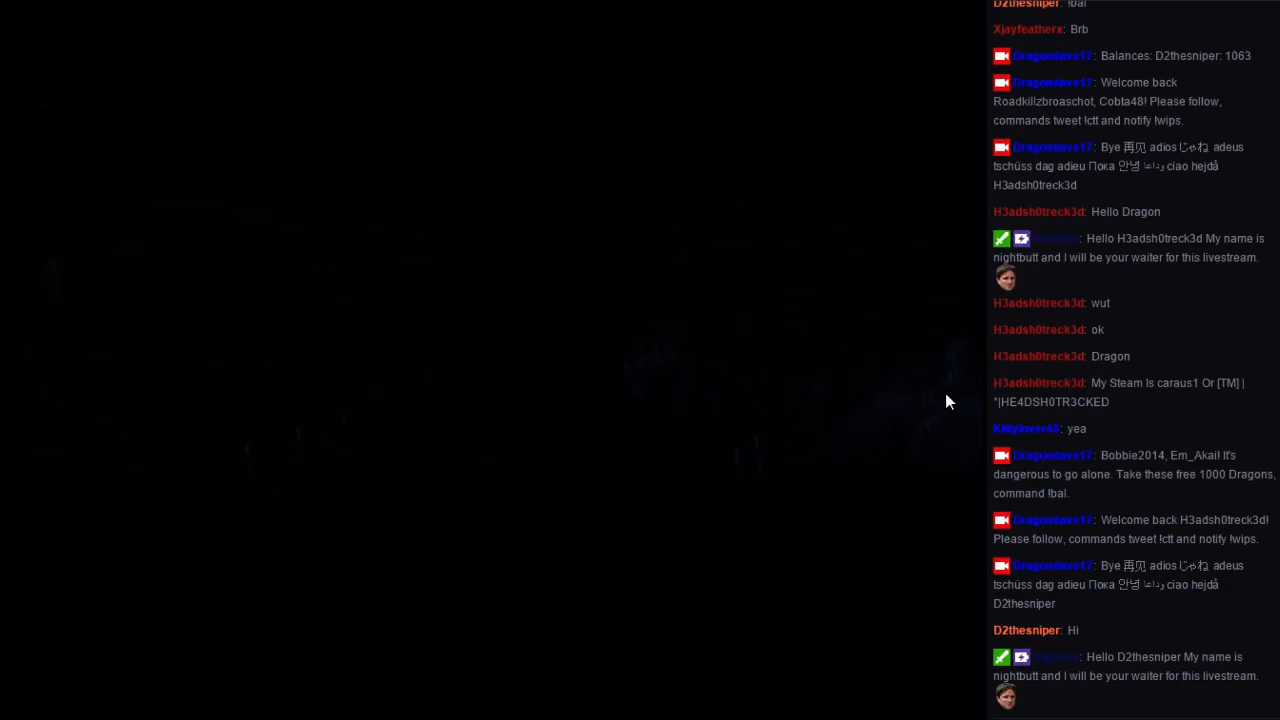 D2thesniper: !bal
Xjayfeatherx: Brb
Dragondave17: Balances: D2thesniper: 1063
Dragondave17: Welcome back
Roadkillzbroaschot, Cobta48! Please follow,
commands tweet !ctt and notify !wips.
Dragondave17: Bye 再见 adios じゃね adeus
tschüss dag adieu Пока 안녕 وداعا ciao hejdå
H3adsh0treck3d
H3adsh0treck3d: Hello Dragon
: Hello H3adsh0treck3d My name is
nightbutt and I will be your waiter for this livestream.
H3adsh0treck3d: wut
H3adsh0treck3d: ok
H3adsh0treck3d: Dragon
H3adsh0treck3d: My Steam Is caraus1 Or [TM] |
°|HE4DSH0TR3CKED
Kittylover45: yea
Dragondave17: Bobbie2014, Em_Akai! It's
dangerous to go alone. Take these free 1000 Dragons,
command !bal.
Dragondave17: Welcome back H3adsh0treck3d!
Please follow, commands tweet !ctt and notify !wips.
Dragondave17: Bye 再见 adios じゃね adeus
tschüss dag adieu Пока 안녕 وداعا ciao hejdå
D2thesniper
D2thesniper: Hi
: Hello D2thesniper My name is
nightbutt and I will be your waiter for this livestream.